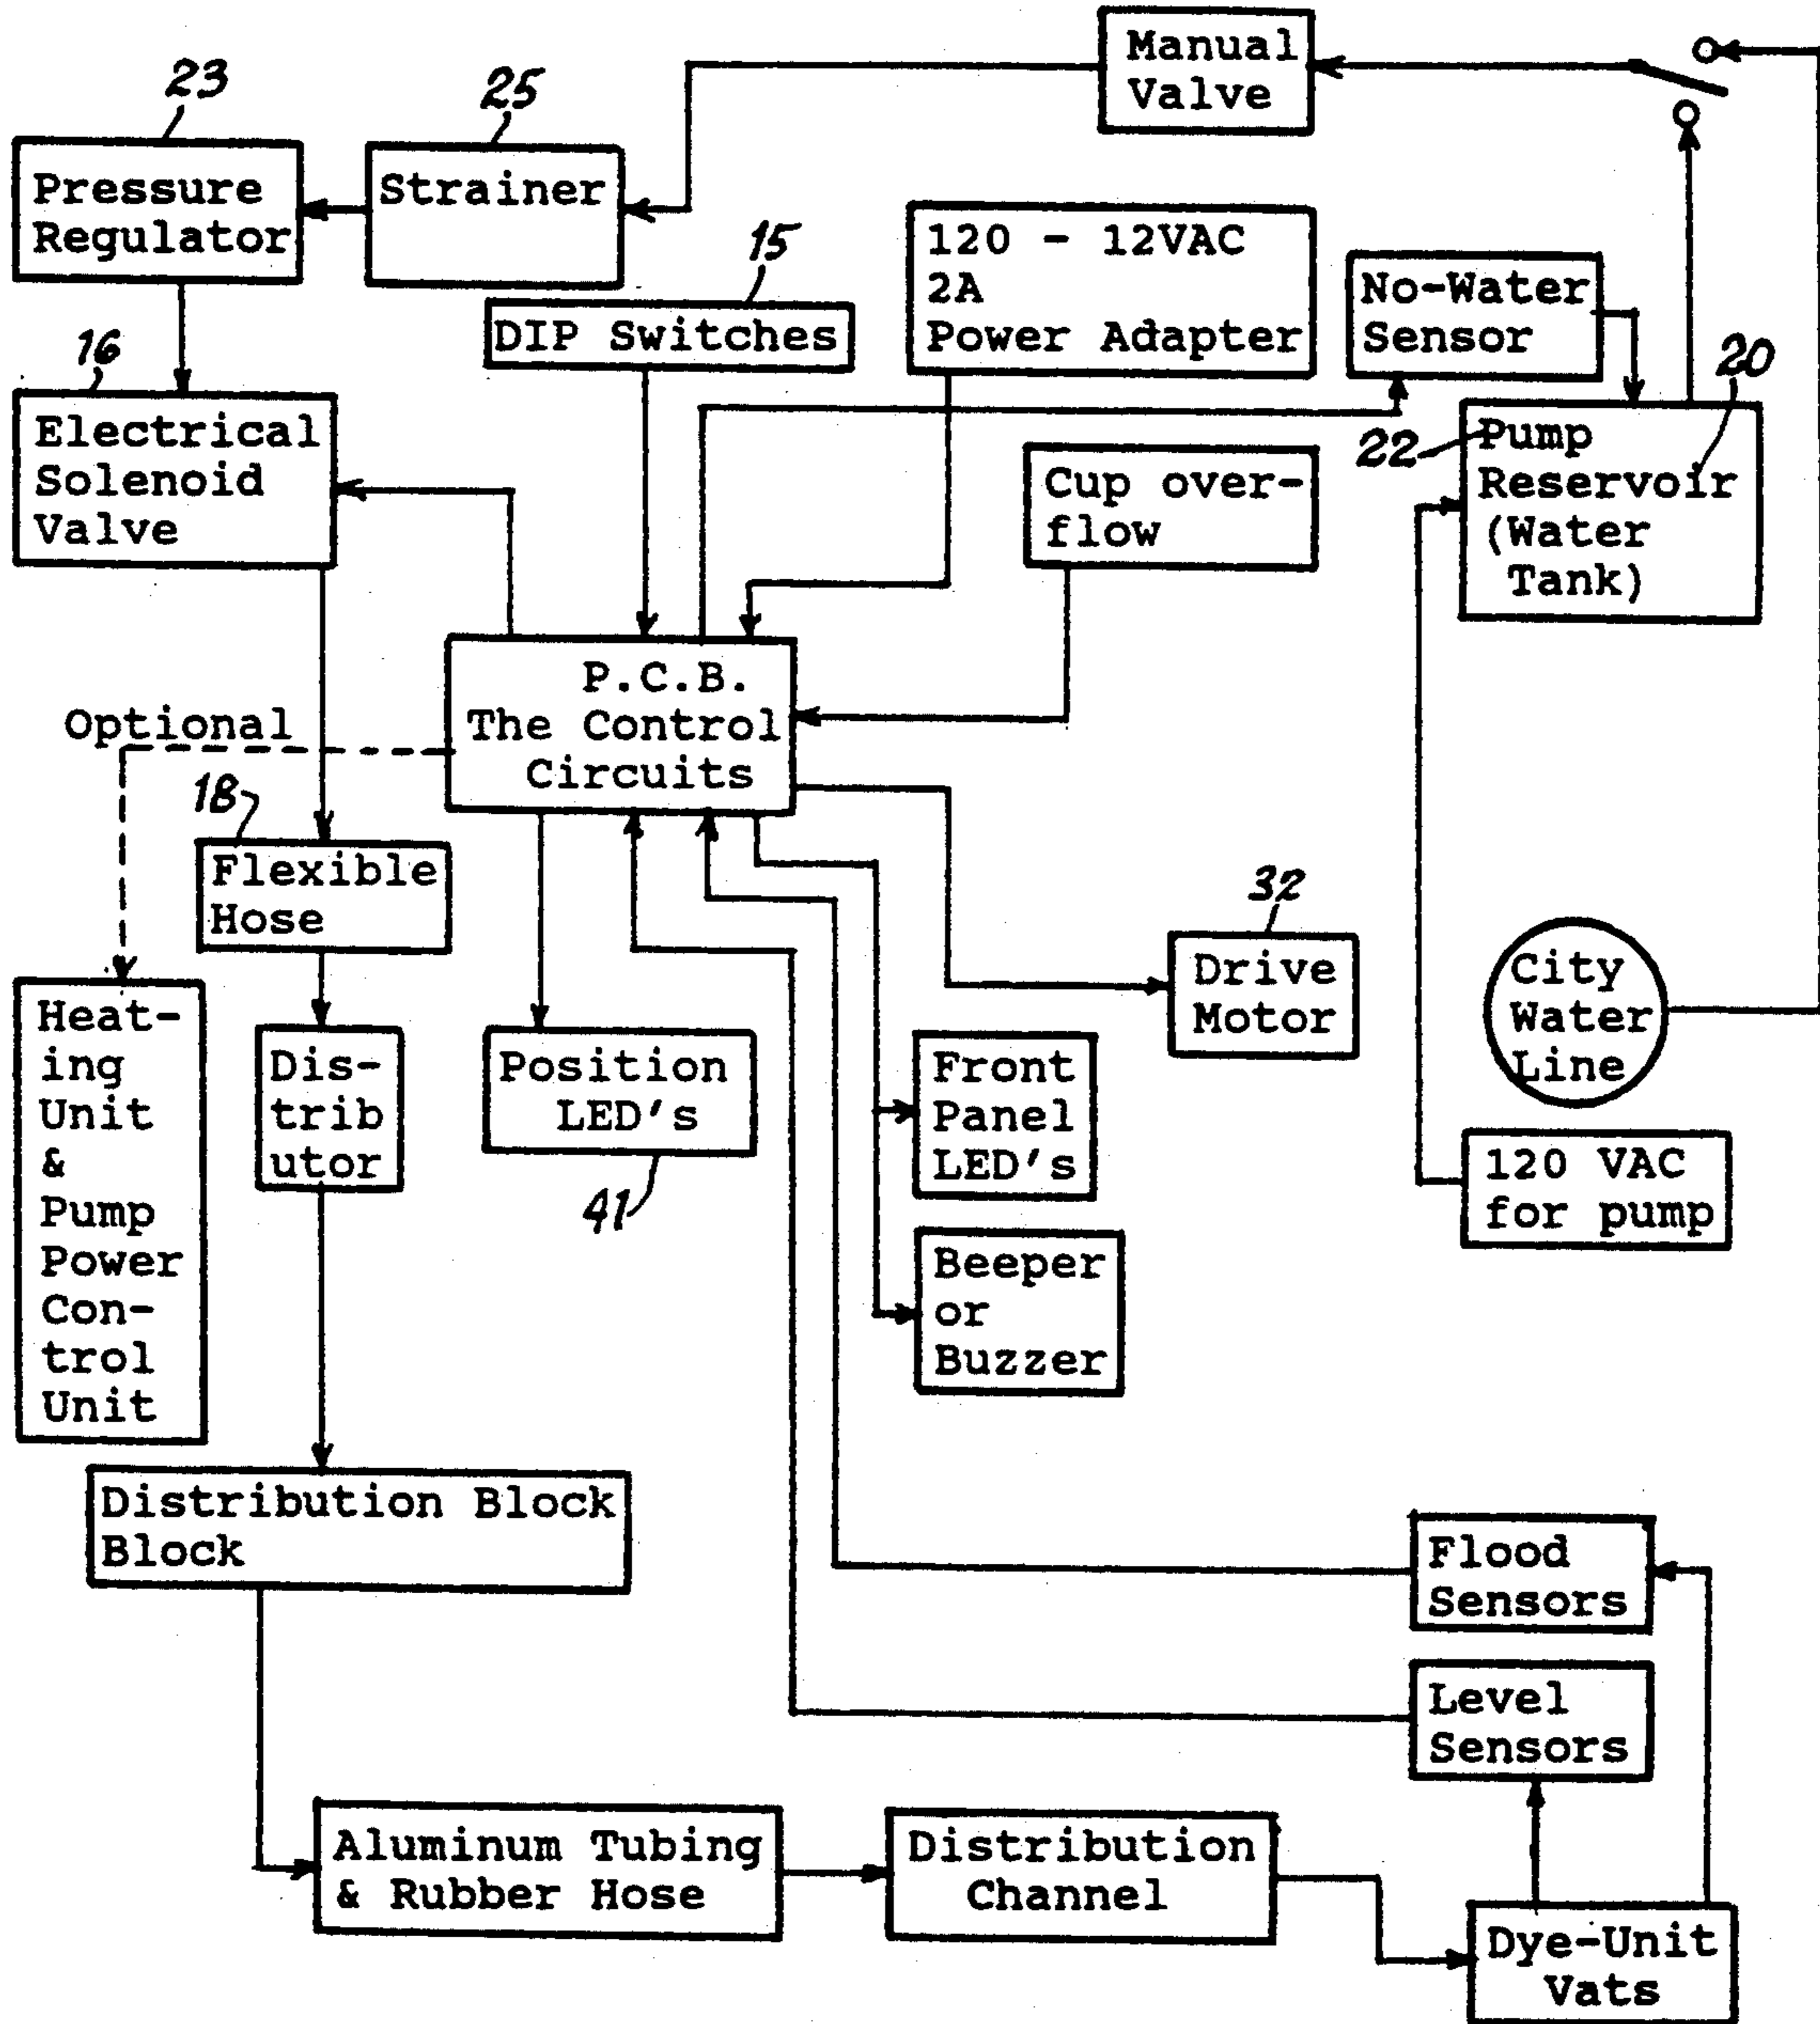 Manual
Valve
23
25
Pressure
Regulator
Strainer
15
DIP Switches
120 - 12VAC
2A
Power Adapter
No-Water
Sensor
20
16
Electrical
Solenoid
Valve
22
Pump
Reservoir
(Water
Tank)
Cup over-
flow
P.C.B.
The Control
Circuits
Optional
18
Flexible
Hose
32
Drive
Motor
City
Water
Line
Heat-
ing
Unit
&
Pump
Power
Con-
trol
Unit
Dis-
trib
utor
Position
LED's
41
Front
Panel
LED's
120 VAC
for pump
Beeper
or
Buzzer
Distribution Block
Block
Flood
Sensors
Level
Sensors
Aluminum Tubing
& Rubber Hose
Distribution
Channel
Dye-Unit
Vats